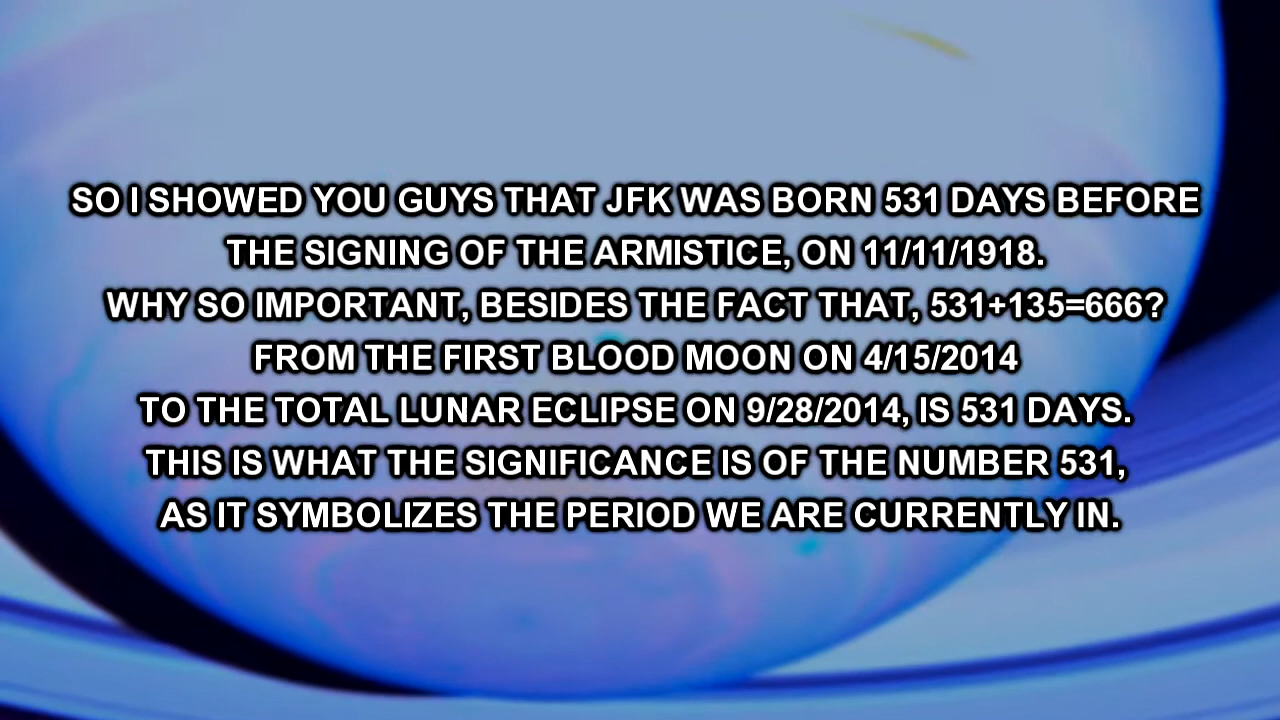 SO I SHOWED YOU GUYS THAT JFK WAS BORN 531 DAYS BEFORE
THE SIGNING OF THE ARMISTICE, ON 11/11/1918.
WHY SO IMPORTANT, BESIDES THE FACT THAT, 531+135=666?
FROM THE FIRST BLOOD MOON ON 4/15/2014
TO THE TOTAL LUNAR ECLIPSE ON 9/28/2014, IS 531 DAYS.
THIS IS WHAT THE SIGNIFICANCE IS OF THE NUMBER 531,
AS IT SYMBOLIZES THE PERIOD WE ARE CURRENTLY IN.